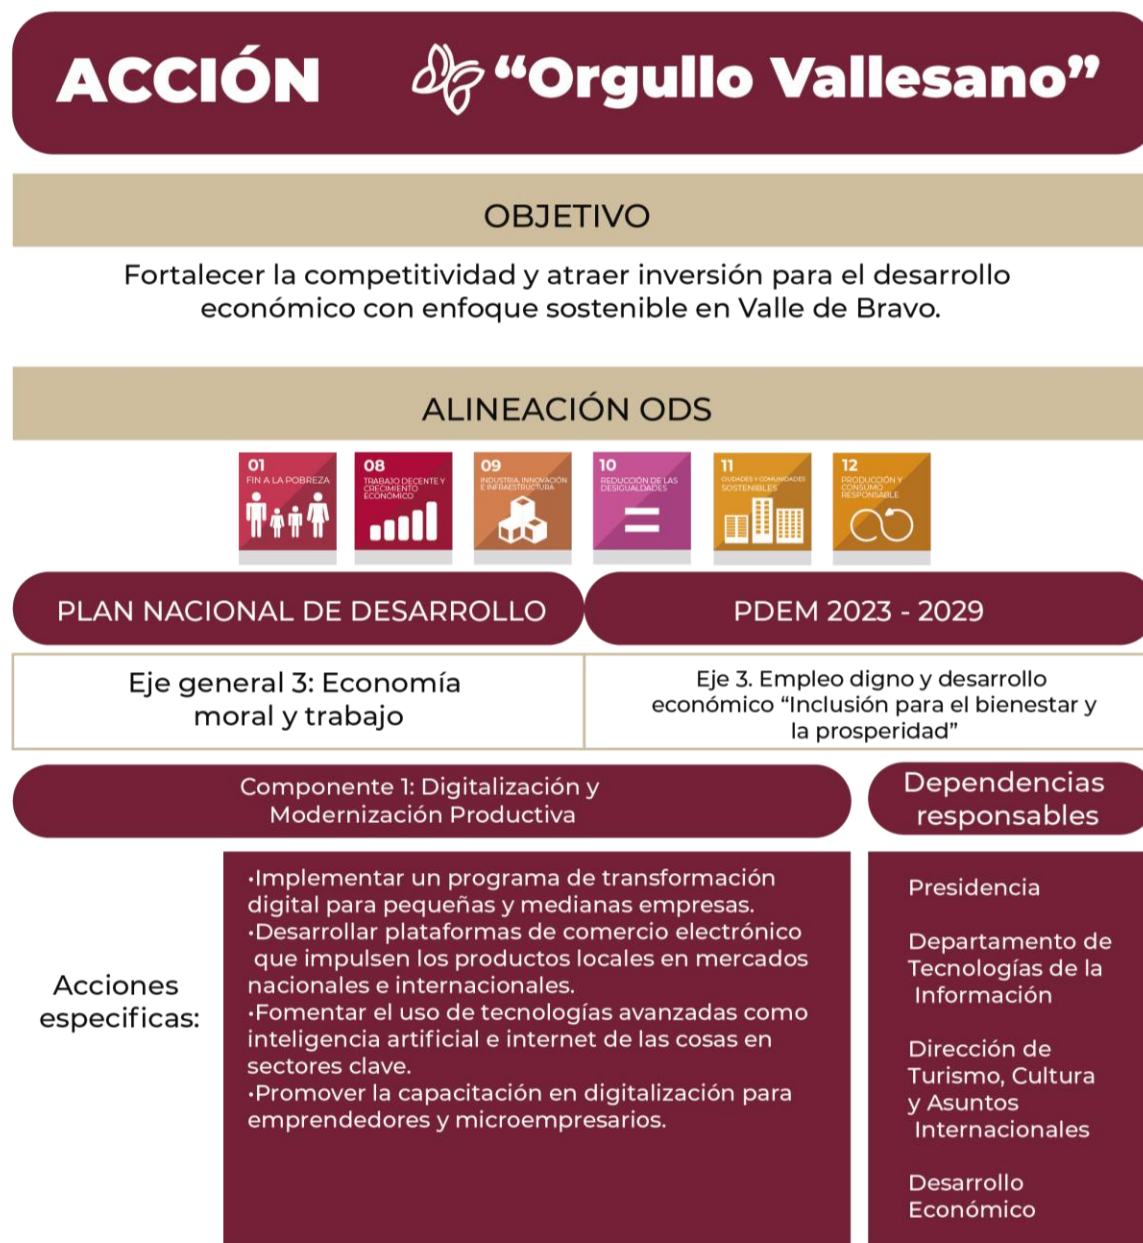 ACCIÓN “Orgullo Vallesano”
OBJETIVO
Fortalecer la competitividad y atraer inversión para el desarrollo
económico con enfoque sostenible en Valle de Bravo.
ALINEACIÓN ODS
01
FIN A LA POBREZA
08
TRABAJO DECENTE Y
CRECIMIENTO
ECONÓMICO
09
INDUSTRIA, INNOVACIÓN
E INFRAESTRUCTURA
10
REDUCCIÓN DE LAS
DESIGUALDADES
11
CIUDADES Y COMUNIDADES
SOSTENIBLES
12
PRODUCCIÓN Y
CONSUMO
RESPONSABLE
PLAN NACIONAL DE DESARROLLO
PDEM 2023 - 2029
Eje general 3: Economía
moral y trabajo
Eje 3. Empleo digno y desarrollo
económico “Inclusión para el bienestar y
la prosperidad”
Componente 1: Digitalización y
Modernización Productiva
Dependencias
responsables
Acciones
especificas:
•Implementar un programa de transformación
digital para pequeñas y medianas empresas.
•Desarrollar plataformas de comercio electrónico
que impulsen los productos locales en mercados
nacionales e internacionales.
•Fomentar el uso de tecnologías avanzadas como
inteligencia artificial e internet de las cosas en
sectores clave.
•Promover la capacitación en digitalización para
emprendedores y microempresarios.
Presidencia
Departamento de
Tecnologías de la
Información
Dirección de
Turismo, Cultura
y Asuntos
Internacionales
Desarrollo
Económico